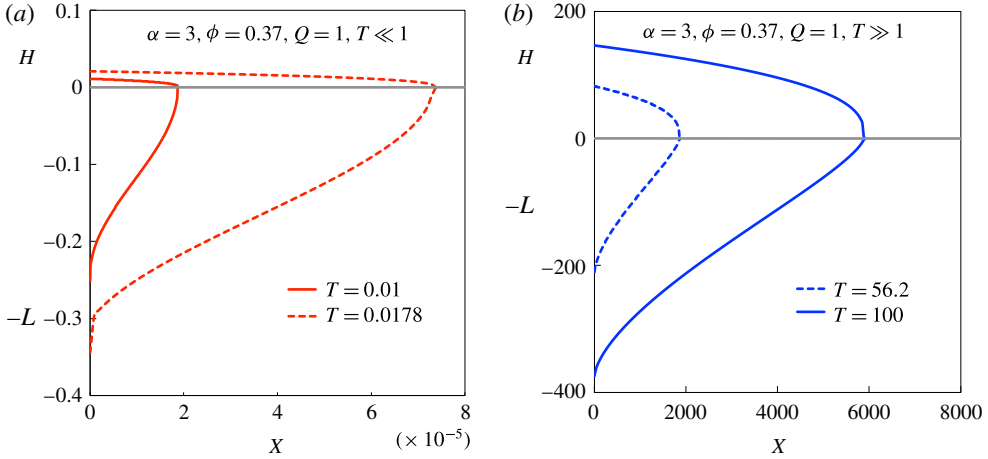 (a)
α = 3, ϕ = 0.37, Q = 1, T ≪ 1
H
0.1
0
−0.1
−0.2
−0.3
−0.4
−L
T = 0.01
T = 0.0178
0 2 4 6 8
(× 10⁻⁵)
X
(b)
α = 3, ϕ = 0.37, Q = 1, T ≫ 1
H
200
0
−200
−400
−L
T = 56.2
T = 100
0 2000 4000 6000 8000
X